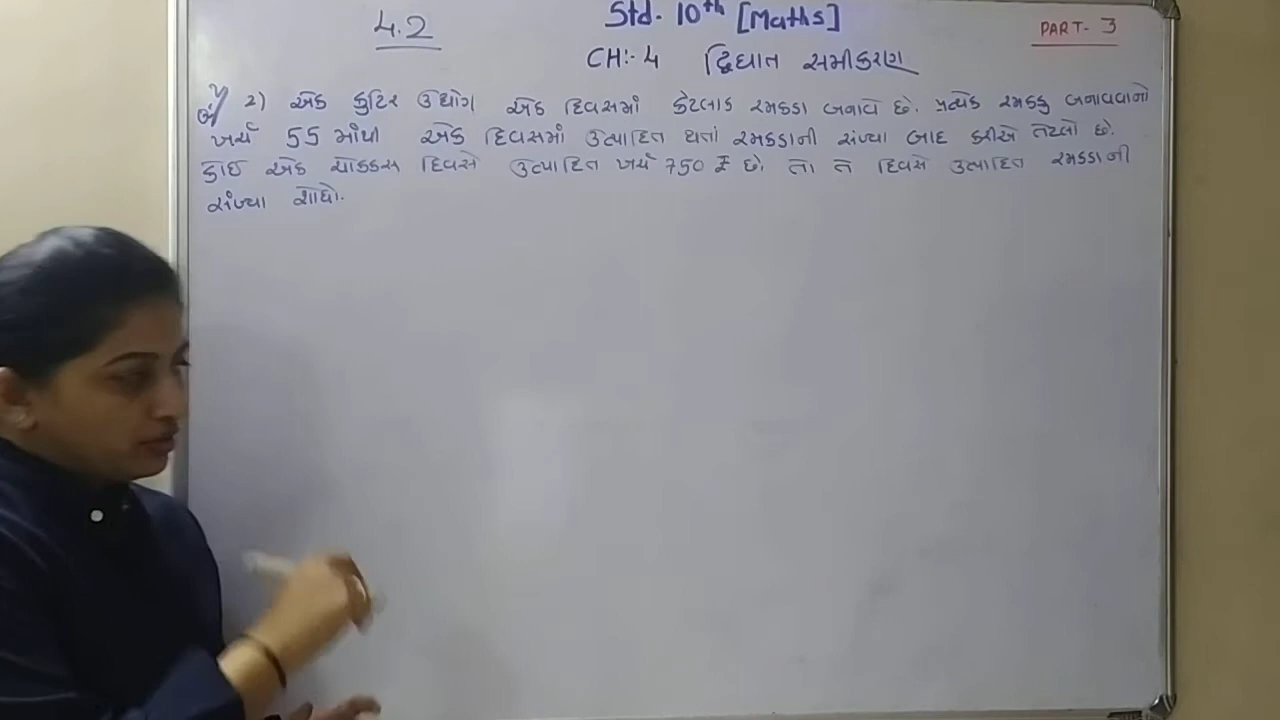 4.2
Std. 10th [Maths]
PART- 3
CH:- 4 દ્વિઘાત સમીકરણ
2) એક કુટિર ઉદ્યોગ એક દિવસમાં કેટલાક રમકડા બનાવે છે. પ્રત્યેક રમકડુ બનાવવાનો
ખર્ચ 55 માંથી એક દિવસમાં ઉત્પાદિત થતાં રમકડાની સંખ્યા બાદ કરીએ તેટલો છે.
કોઇ એક ચોક્કસ દિવસે ઉત્પાદિત ખર્ચ 750 ₹ છે. તો તે દિવસે ઉત્પાદિત રમકડાની
સંખ્યા શોધો.